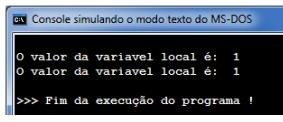 Console simulando o modo texto do MS-DOS
O valor da variavel local é: 1
O valor da variavel local é: 1
>>> Fim da execução do programa !